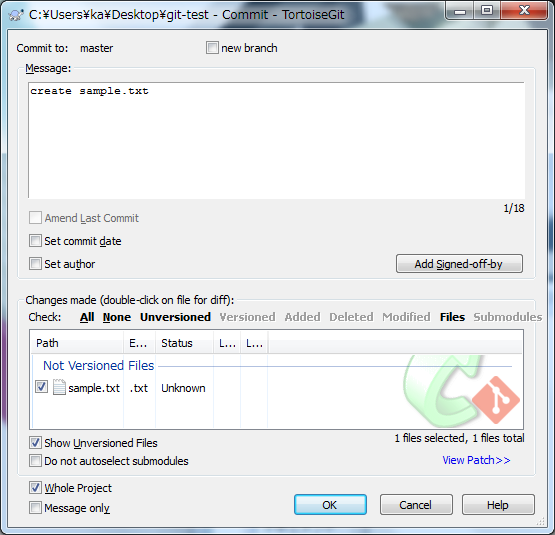 C:¥Users¥ka¥Desktop¥git-test - Commit - TortoiseGit
Commit to: master new branch
Message:
create sample.txt
1/18
Amend Last Commit
Set commit date
Set author
Add Signed-off-by
Changes made (double-click on file for diff):
Check: All None Unversioned Versioned Added Deleted Modified Files Submodules
Path E... Status L... L...
Not Versioned Files
sample.txt .txt Unknown
Show Unversioned Files
1 files selected, 1 files total
Do not autoselect submodules
View Patch>>
Whole Project
Message only
OK Cancel Help